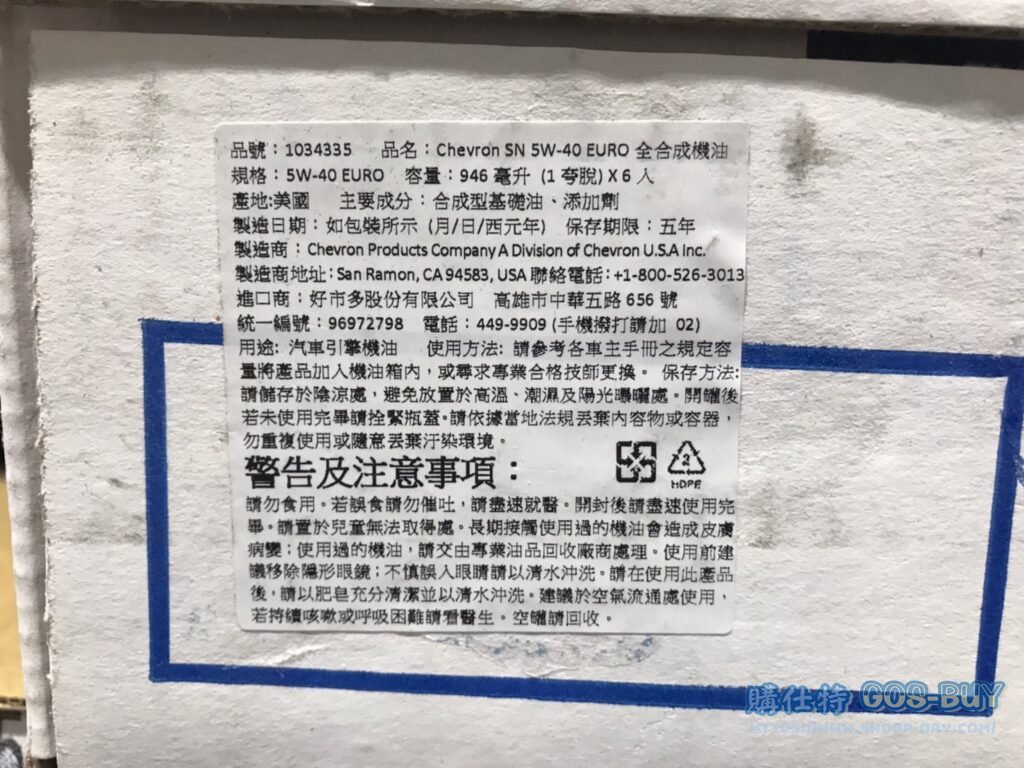 品號：1034335 品名：Chevron SN 5W-40 EURO 全合成機油
規格：5W-40 EURO 容量：946 毫升 (1 夸脫) X 6 入
產地:美國 主要成分：合成型基礎油、添加劑
製造日期：如包裝所示 (月/日/西元年) 保存期限：五年
製造商：Chevron Products Company A Division of Chevron U.S.A Inc.
製造商地址：San Ramon, CA 94583, USA 聯絡電話：+1-800-526-3013
進口商：好市多股份有限公司 高雄市中華五路 656 號
統一編號：96972798 電話：449-9909 (手機撥打請加 02)
用途: 汽車引擎機油 使用方法: 請參考各車主手冊之規定容
量將產品加入機油箱內，或尋求專業合格技師更換。 保存方法:
請儲存於陰涼處，避免放置於高溫、潮濕及陽光曝曬處。開罐後
若未使用完畢請拴緊瓶蓋。請依據當地法規丟棄內容物或容器，
勿重複使用或隨意丟棄汙染環境。
警告及注意事項：
2
HDPE
請勿食用。若誤食請勿催吐，請盡速就醫。開封後請盡速使用完
畢。請置於兒童無法取得處。長期接觸使用過的機油會造成皮膚
病變；使用過的機油，請交由專業油品回收廠商處理。使用前建
議移除隱形眼鏡；不慎誤入眼睛請以清水沖洗。請在使用此產品
後，請以肥皂充分清潔並以清水沖洗。建議於空氣流通處使用，
若持續咳嗽或呼吸困難請看醫生。空罐請回收。
購仕特 GOS-BUY